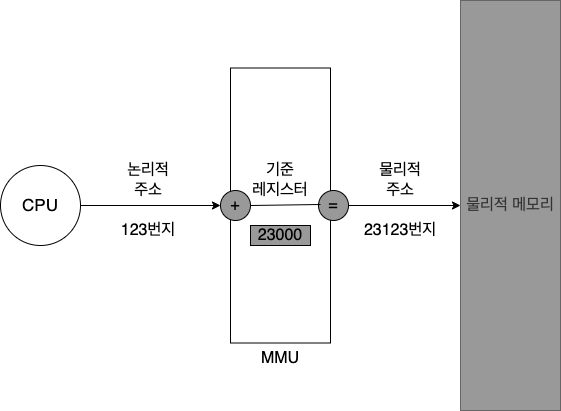 CPU
논리적
주소
123번지
+
기준
레지스터
23000
=
물리적
주소
23123번지
물리적 메모리
MMU